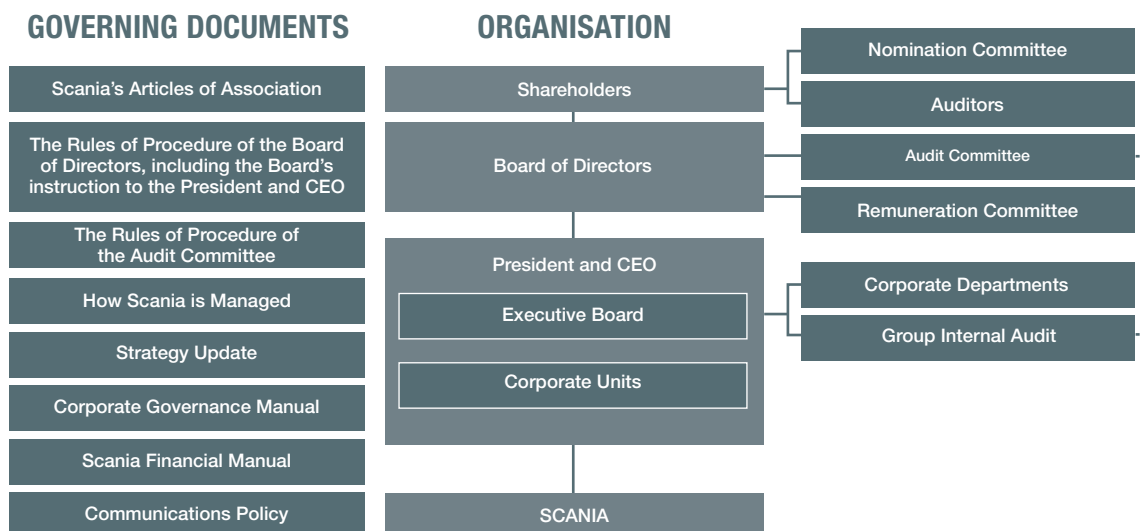 GOVERNING DOCUMENTS
Scania’s Articles of Association
The Rules of Procedure of the Board
of Directors, including the Board’s
instruction to the President and CEO
The Rules of Procedure of
the Audit Committee
How Scania is Managed
Strategy Update
Corporate Governance Manual
Scania Financial Manual
Communications Policy
ORGANISATION
Shareholders
Board of Directors
President and CEO
Executive Board
Corporate Units
SCANIA
Nomination Committee
Auditors
Audit Committee
Remuneration Committee
Corporate Departments
Group Internal Audit